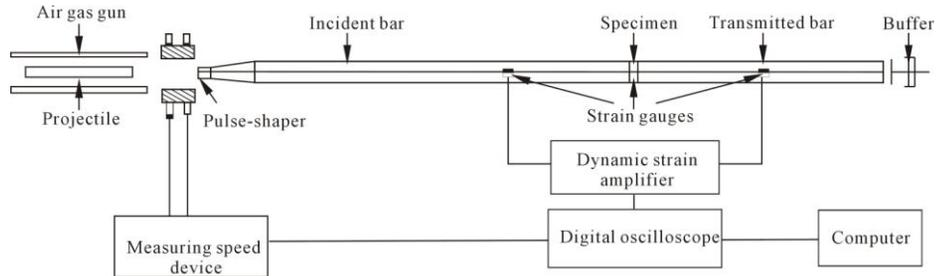 Air gas gun
Incident bar
Specimen
Transmitted bar
Buffer
Projectile
Pulse-shaper
Strain gauges
Dynamic strain
amplifier
Measuring speed
device
Digital oscilloscope
Computer